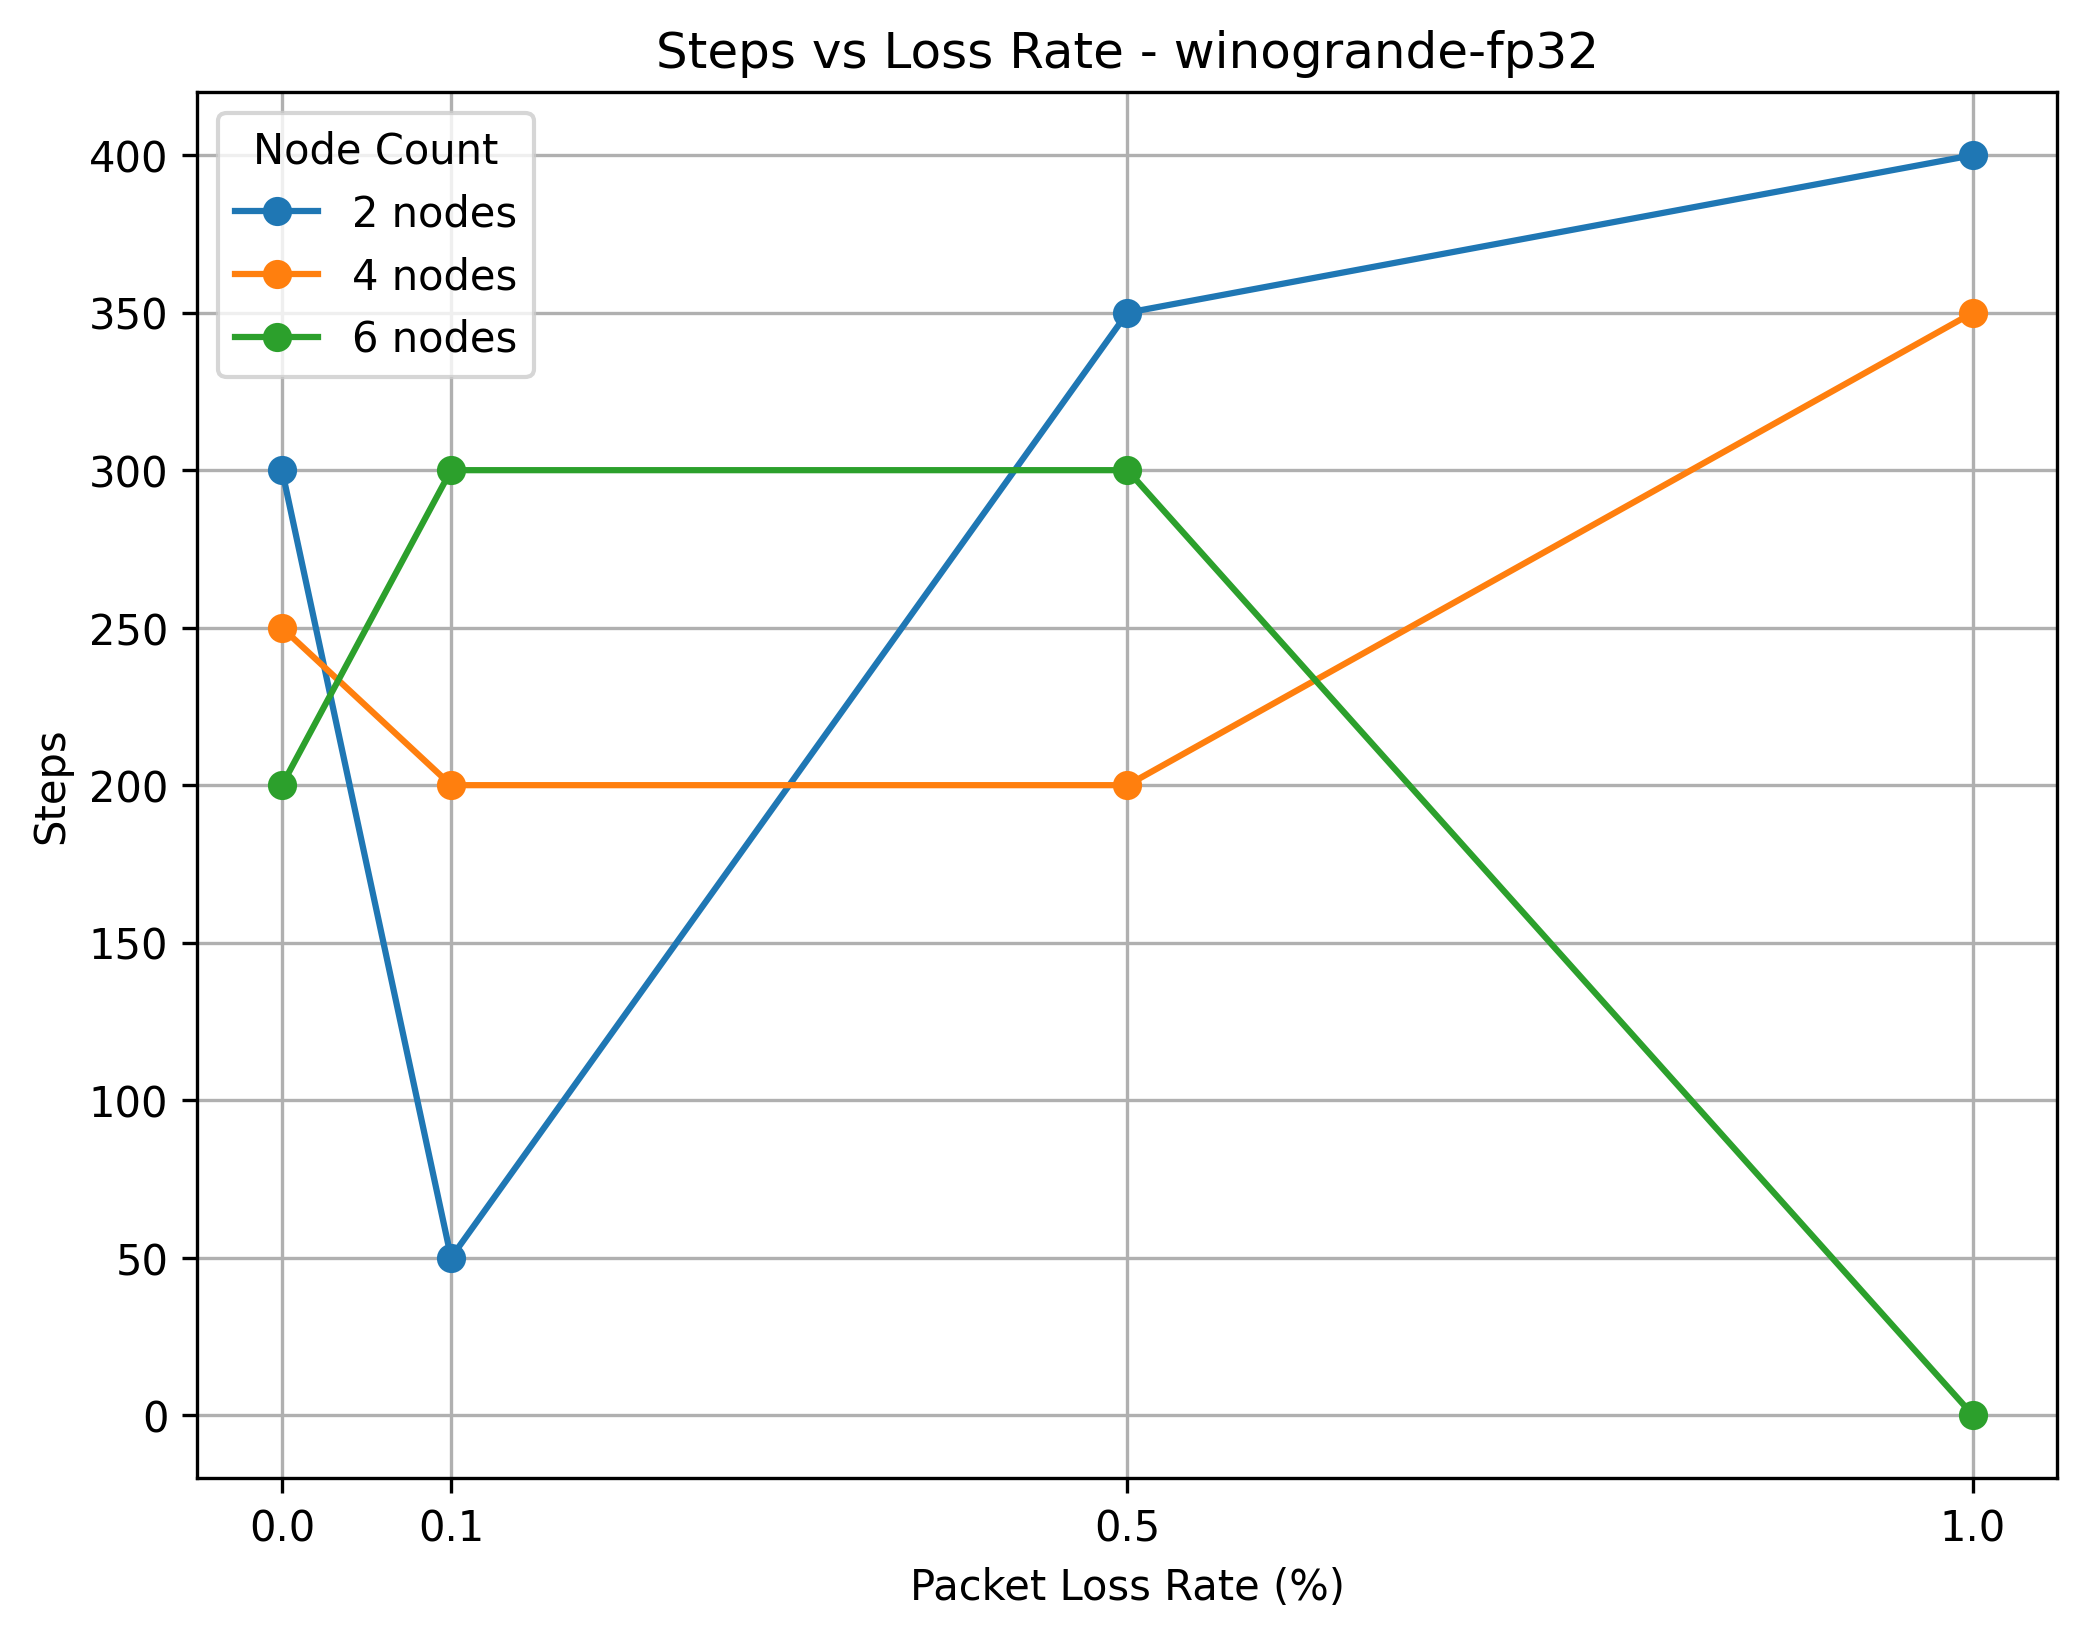 Steps vs Loss Rate - winogrande-fp32
Node Count
2 nodes
4 nodes
6 nodes
400
350
300
250
200
150
100
50
0
Steps
0.0 0.1 0.5 1.0
Packet Loss Rate (%)